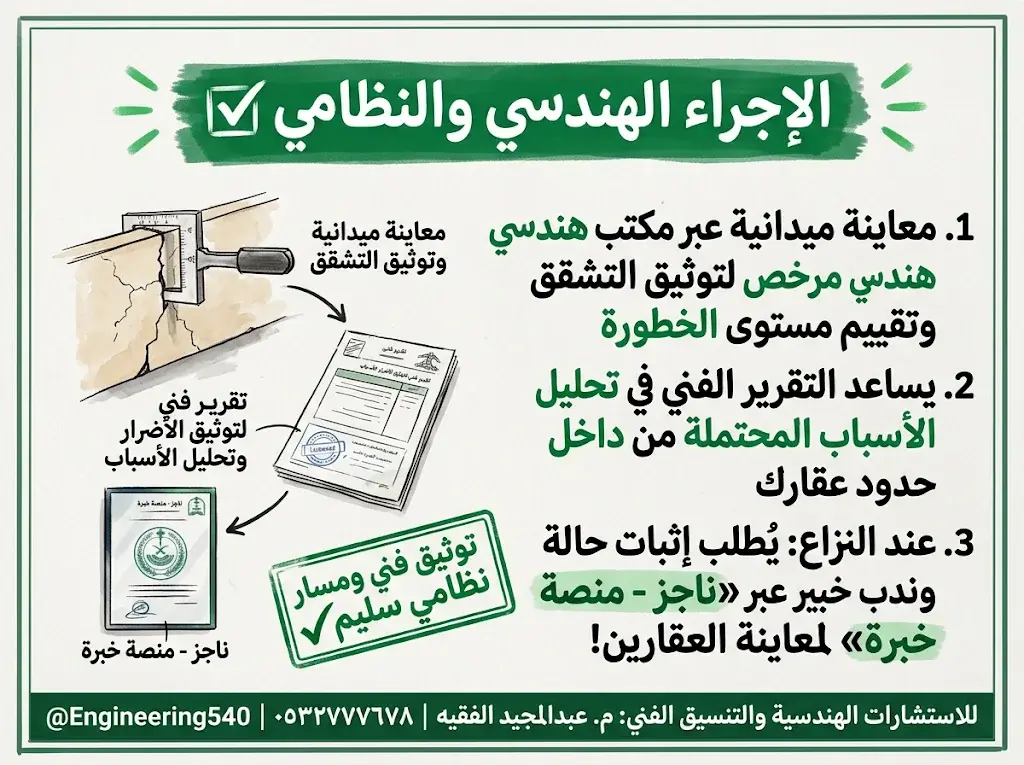 الإجراء الهندسي والنظامي
1. معاينة ميدانية عبر مكتب هندسي
هندسي مرخص لتوثيق التشقق
وتقييم مستوى الخطورة
2. يساعد التقرير الفني في تحليل
الأسباب المحتملة من داخل
حدود عقارك
3. عند النزاع: يُطلب إثبات حالة
وندب خبير عبر «ناجز - منصة
خبرة» لمعاينة العقارين!
معاينة ميدانية
وتوثيق التشقق
تقرير فني
لتوثيق الأضرار
وتحليل الأسباب
ناجز - منصة خبرة
ناجز - منصة خبرة
توثيق فني ومسار
نظامي سليم
للاستشارات الهندسية والتنسيق الفني: م. عبدالمجيد الفقيه | ٠٥٣٢٧٧٧٦٧٨ | @Engineering540